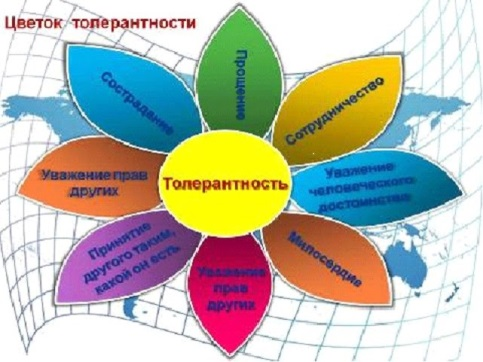 Цветок толерантности
Прощение
Сотрудничество
Уважение
человеческого
достоинства
Милосердие
Уважение
прав
других
Принятие
другого таким,
какой он есть
Уважение прав
других
Сострадание
Толерантность